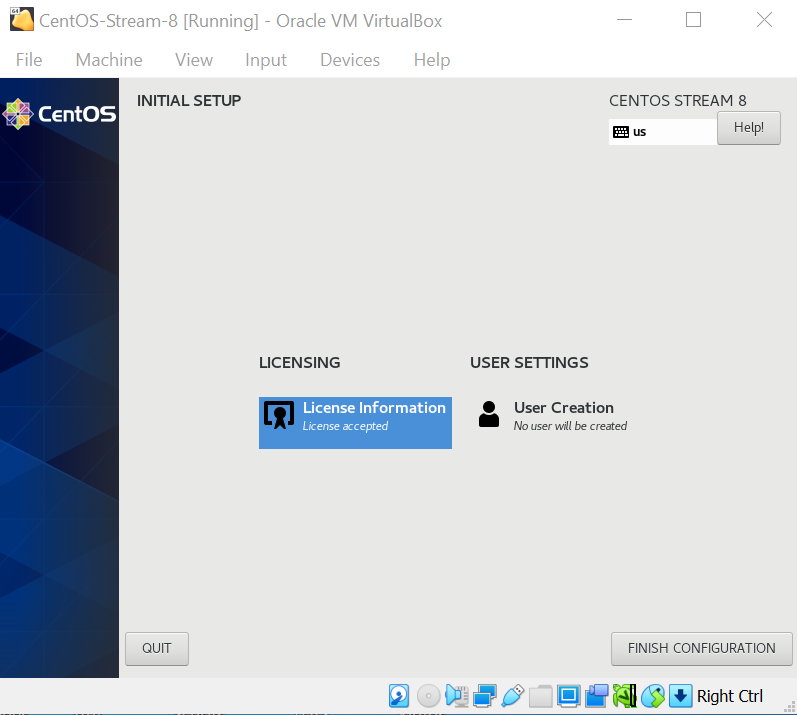 CentOS-Stream-8 [Running] - Oracle VM VirtualBox
File Machine View Input Devices Help
CentOS
INITIAL SETUP
CENTOS STREAM 8
us
Help!
LICENSING
License Information
License accepted
USER SETTINGS
User Creation
No user will be created
QUIT
FINISH CONFIGURATION
Right Ctrl